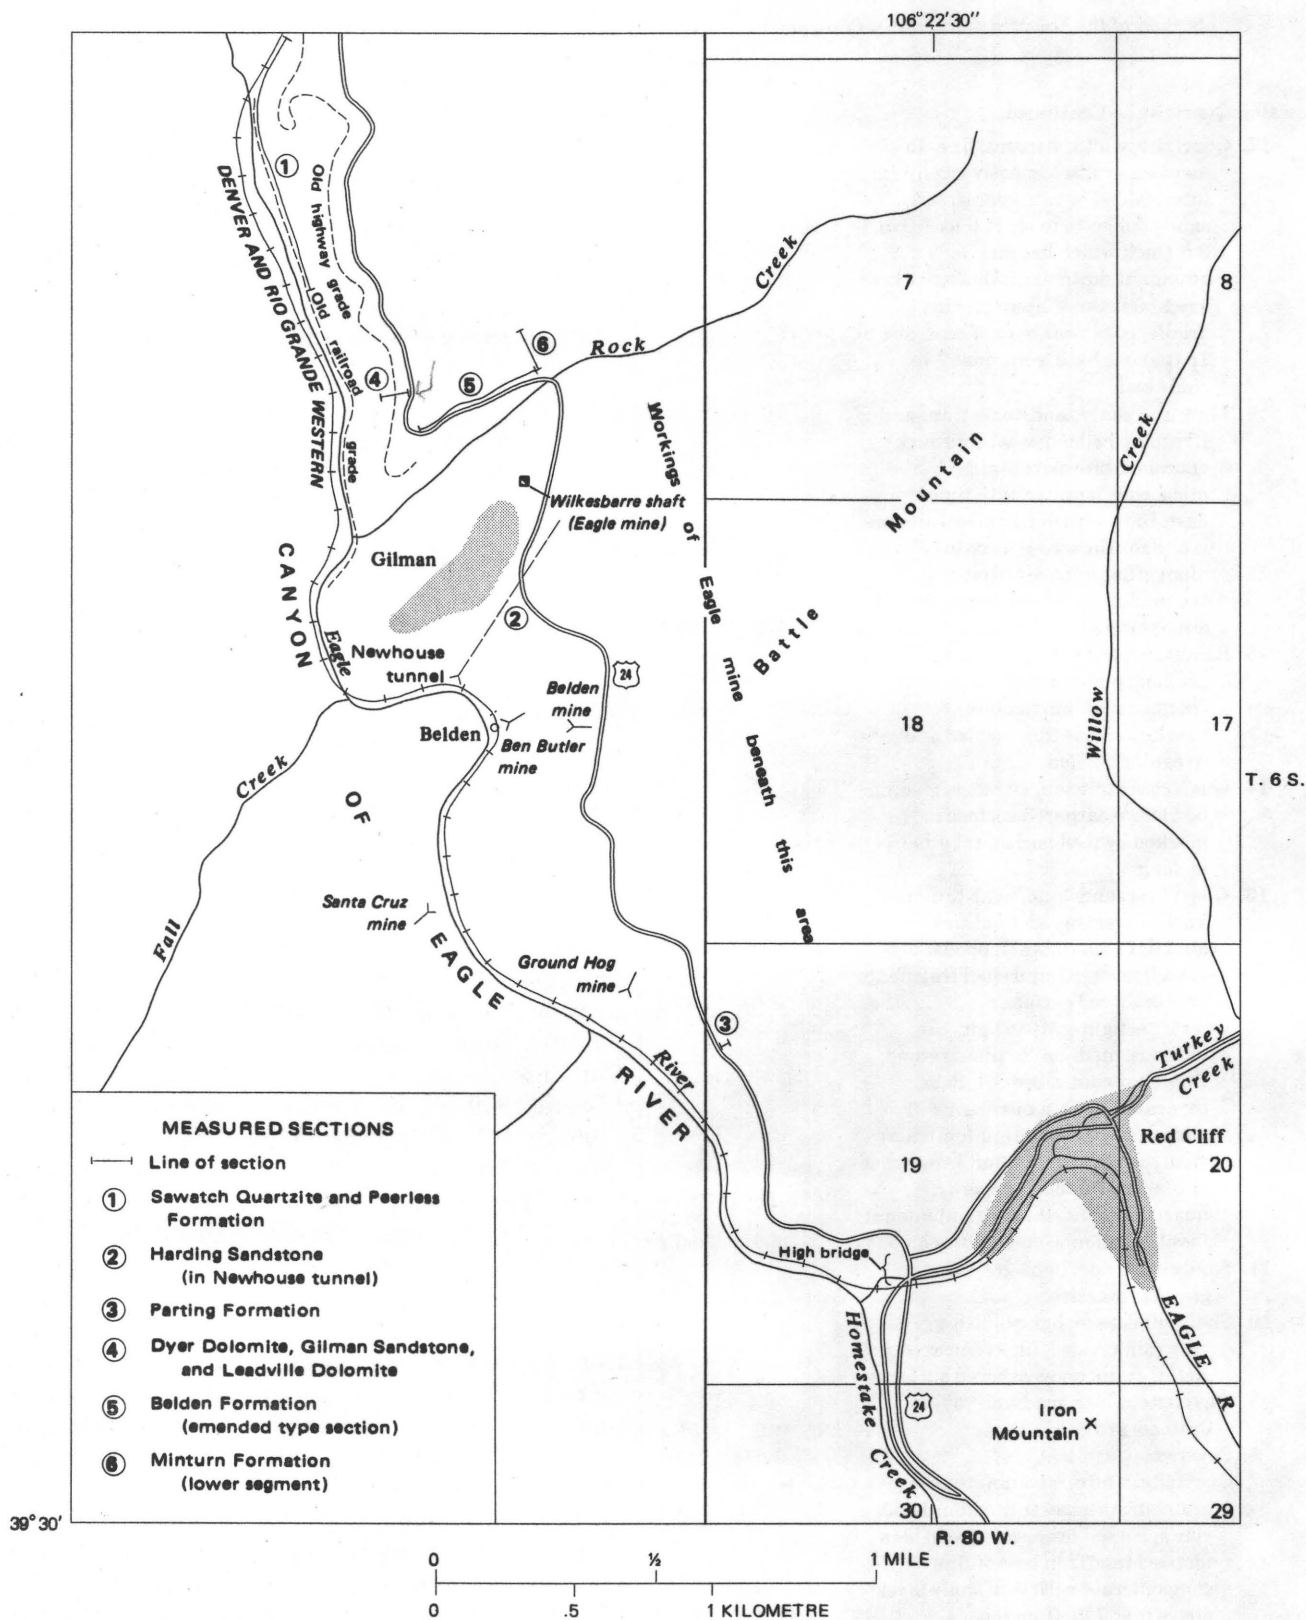 106°22'30"
DENVER AND RIO GRANDE WESTERN
①
Old highway grade
Old railroad grade
④
⑤
⑥
Rock Creek
7
8
Workings of Eagle mine beneath this area
Battle Mountain
Willow Creek
Wilkesbarre shaft
(Eagle mine)
Gilman
CANYON OF EAGLE RIVER
Eagle River
②
Newhouse
tunnel
24
Belden
mine
Belden
Ben Butler
mine
18
17
T. 6 S.
Fall Creek
Santa Cruz
mine
Ground Hog
mine
③
Turkey
Creek
Red Cliff
19
20
High bridge
Homestake Creek
EAGLE R
24
Iron
Mountain
30
29
R. 80 W.
39°30'
MEASURED SECTIONS
Line of section
① Sawatch Quartzite and Peerless
Formation
② Harding Sandstone
(in Newhouse tunnel)
③ Parting Formation
④ Dyer Dolomite, Gilman Sandstone,
and Leadville Dolomite
⑤ Belden Formation
(emended type section)
⑥ Minturn Formation
(lower segment)
0 ½ 1 MILE
0 .5 1 KILOMETRE